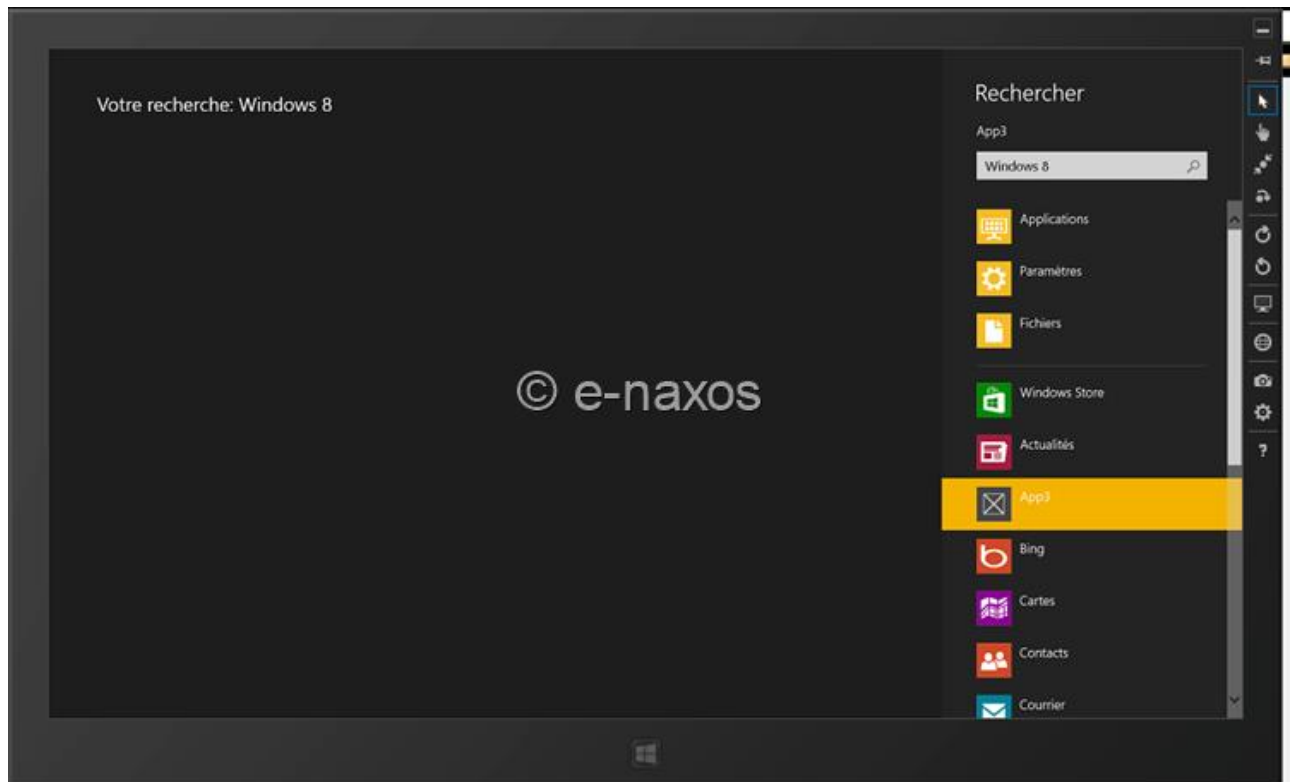 Votre recherche: Windows 8
Rechercher
App3
Windows 8
Applications
Paramètres
Fichiers
Windows Store
Actualités
App3
Bing
Cartes
Contacts
Courrier
© e-naxos
?